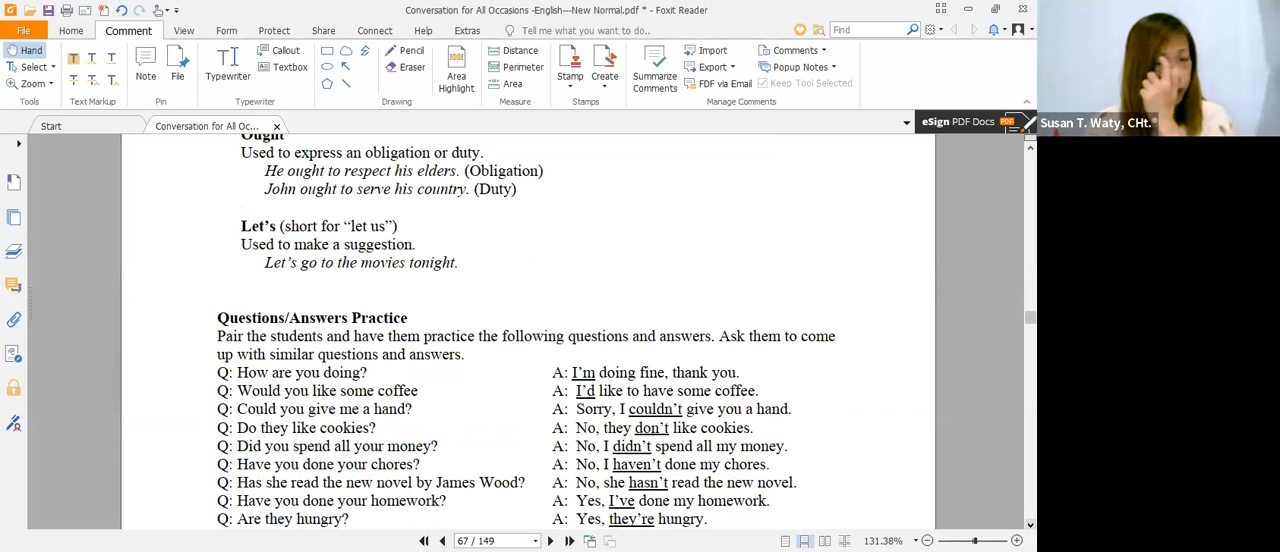 Conversation for All Occasions -English---New Normal.pdf * - Foxit Reader
File Home Comment View Form Protect Share Connect Help Extras Tell me what you want to do.. Find
Hand
Select
Zoom
Tools
T T T
T T T
Text Markup
Note
File
Pin
Typewriter
Callout
Textbox
Typewriter
Pencil
Eraser
Drawing
Area Highlight
Distance
Perimeter
Area
Measure
Stamp
Create
Stamps
Summarize Comments
Import
Export
FDF via Email
Comments
Popup Notes
Keep Tool Selected
Manage Comments
Start
Conversation for All Oc...
eSign PDF Docs PDF
Susan T. Waty, CHt.®
Ought
Used to express an obligation or duty.
He ought to respect his elders. (Obligation)
John ought to serve his country. (Duty)
Let's (short for “let us”)
Used to make a suggestion.
Let's go to the movies tonight.
Questions/Answers Practice
Pair the students and have them practice the following questions and answers. Ask them to come
up with similar questions and answers.
Q: How are you doing? A: I'm doing fine, thank you.
Q: Would you like some coffee A: I'd like to have some coffee.
Q: Could you give me a hand? A: Sorry, I couldn't give you a hand.
Q: Do they like cookies? A: No, they don't like cookies.
Q: Did you spend all your money? A: No, I didn't spend all my money.
Q: Have you done your chores? A: No, I haven't done my chores.
Q: Has she read the new novel by James Wood? A: No, she hasn't read the new novel.
Q: Have you done your homework? A: Yes, I've done my homework.
Q: Are they hungry? A: Yes, they're hungry.
67 / 149
131.38%